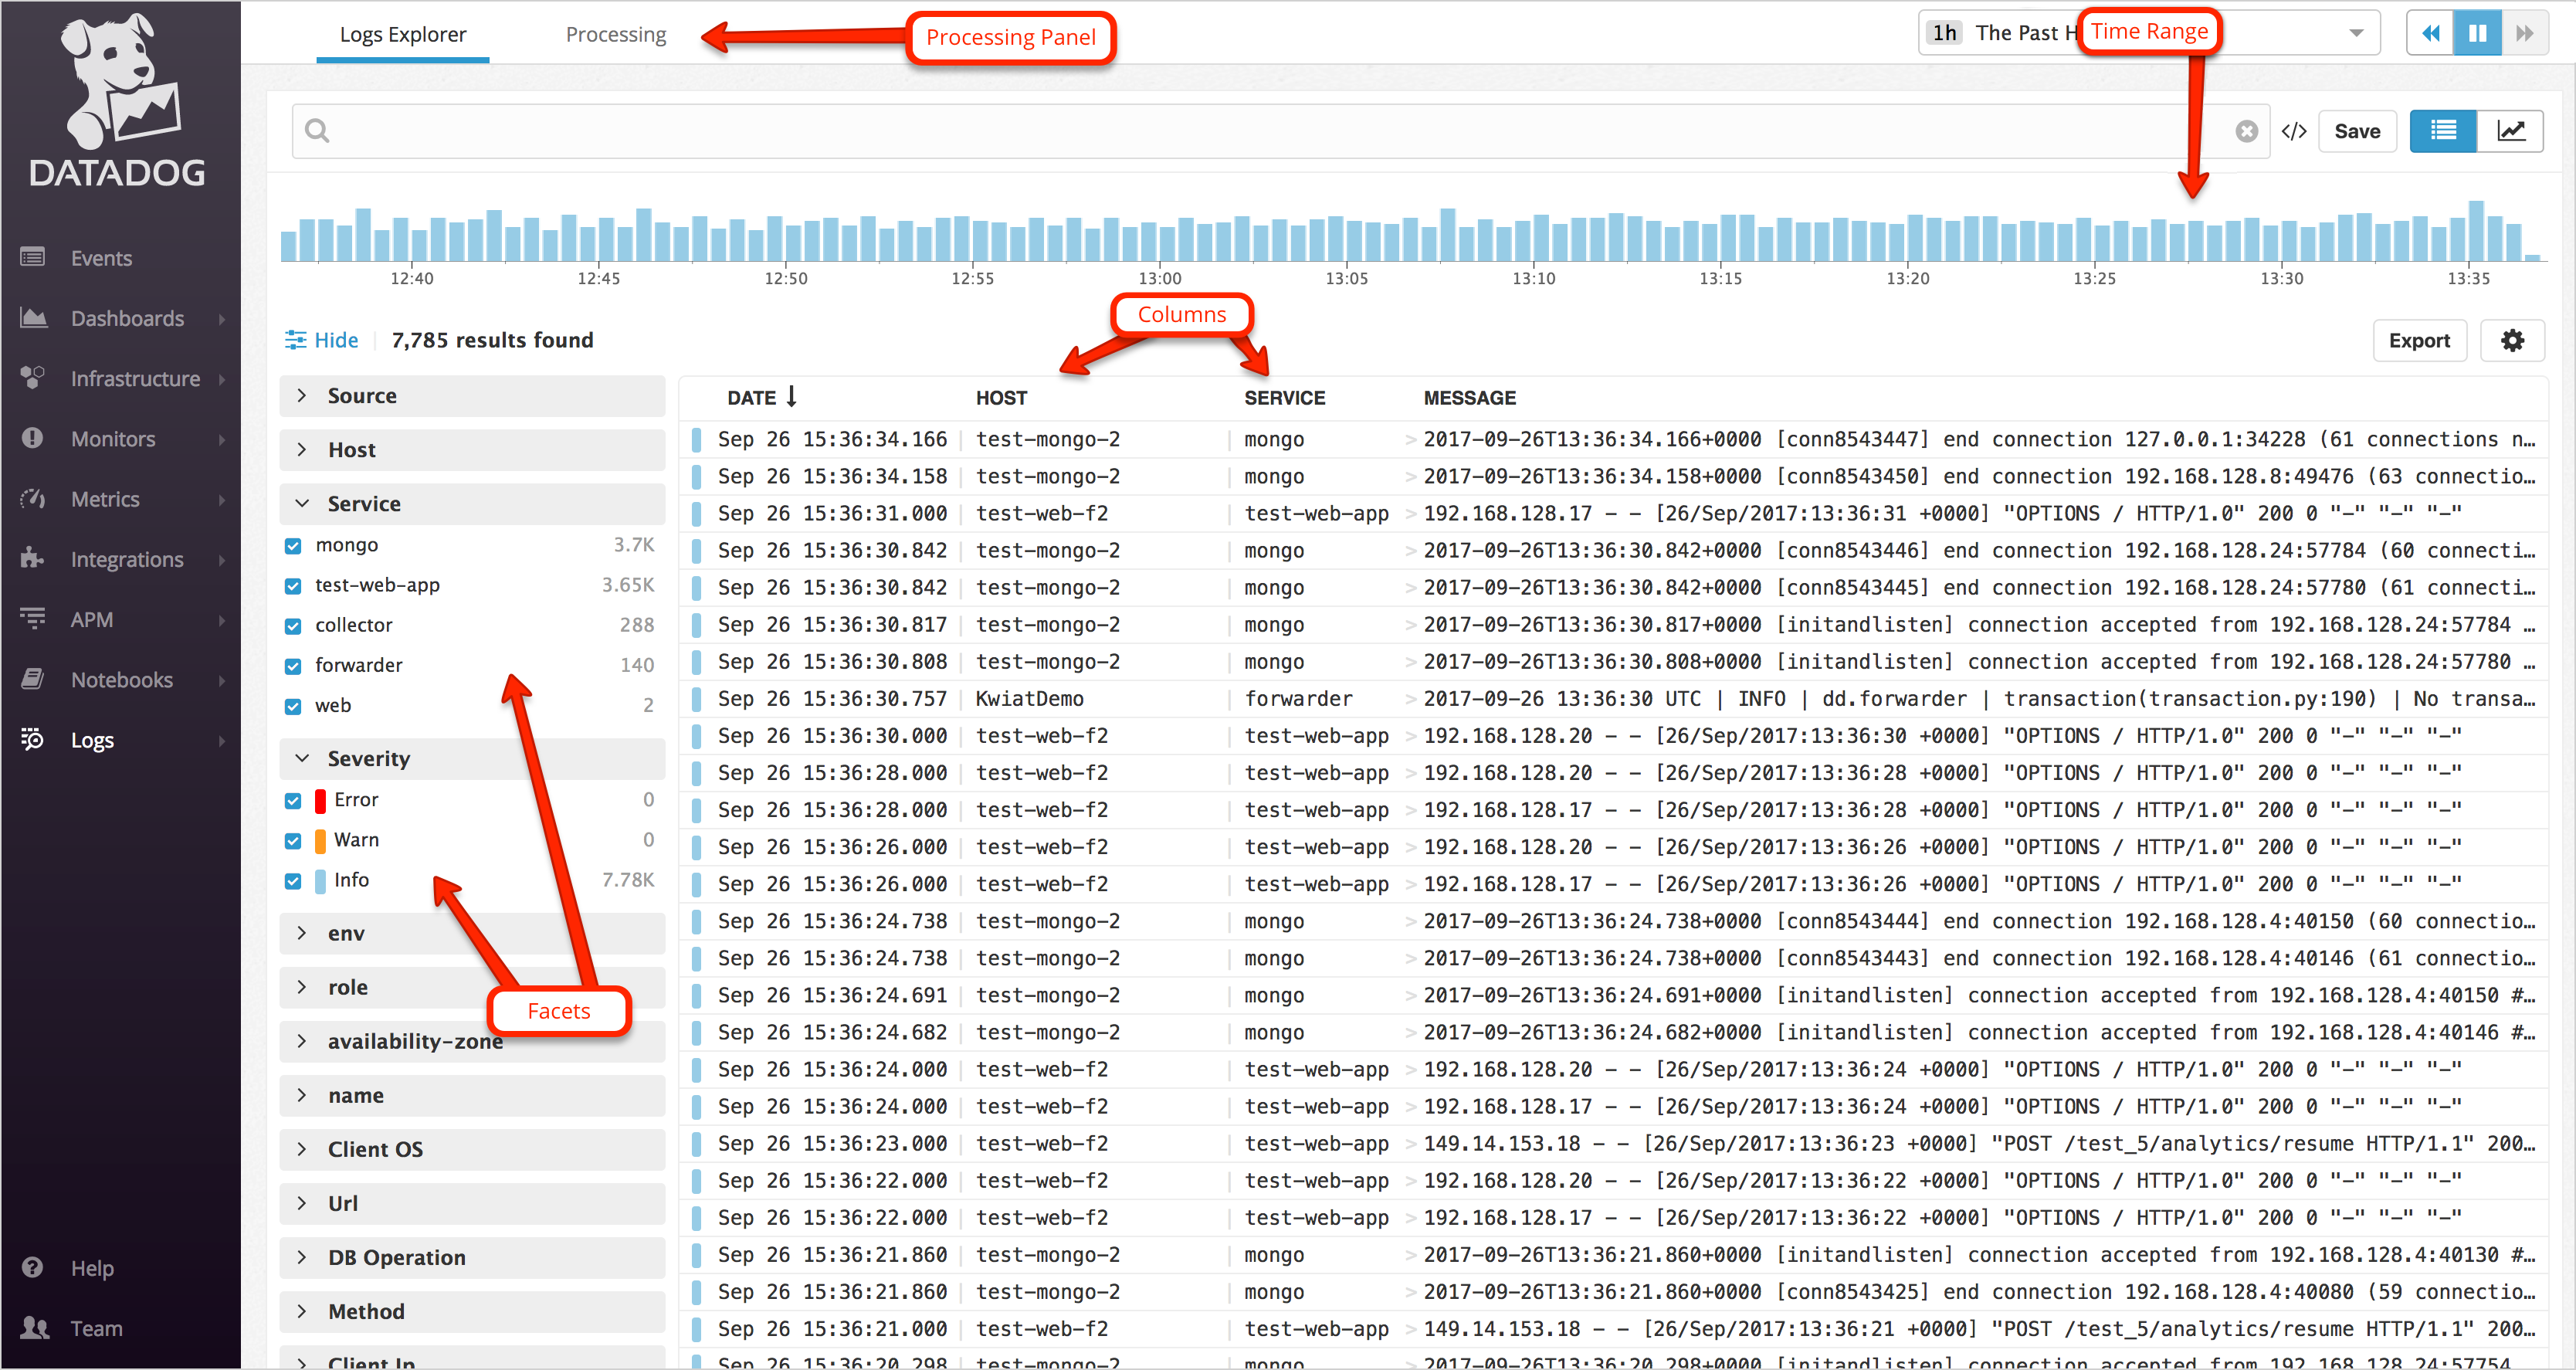 DATADOG
Events
Dashboards
Infrastructure
Monitors
Metrics
Integrations
APM
Notebooks
Logs
Help
Team
Logs Explorer
Processing
Processing Panel
1h The Past H
Time Range
</> Save
12:40 12:45 12:50 12:55 13:00 13:05 13:10 13:15 13:20 13:25 13:30 13:35
Columns
Hide 7,785 results found
Export
Source
Host
Service
mongo 3.7K
test-web-app 3.65K
collector 288
forwarder 140
web 2
Severity
Error 0
Warn 0
Info 7.78K
env
role
Facets
availability-zone
name
Client OS
Url
DB Operation
Method
Client Ip
DATE HOST SERVICE MESSAGE
Sep 26 15:36:34.166 test-mongo-2 mongo > 2017-09-26T13:36:34.166+0000 [conn8543447] end connection 127.0.0.1:34228 (61 connections n…
Sep 26 15:36:34.158 test-mongo-2 mongo > 2017-09-26T13:36:34.158+0000 [conn8543450] end connection 192.168.128.8:49476 (63 connectio…
Sep 26 15:36:31.000 test-web-f2 test-web-app > 192.168.128.17 - - [26/Sep/2017:13:36:31 +0000] "OPTIONS / HTTP/1.0" 200 0 "-" "-" "-"
Sep 26 15:36:30.842 test-mongo-2 mongo > 2017-09-26T13:36:30.842+0000 [conn8543446] end connection 192.168.128.24:57784 (60 connecti…
Sep 26 15:36:30.842 test-mongo-2 mongo > 2017-09-26T13:36:30.842+0000 [conn8543445] end connection 192.168.128.24:57780 (61 connecti…
Sep 26 15:36:30.817 test-mongo-2 mongo > 2017-09-26T13:36:30.817+0000 [initandlisten] connection accepted from 192.168.128.24:57784 …
Sep 26 15:36:30.808 test-mongo-2 mongo > 2017-09-26T13:36:30.808+0000 [initandlisten] connection accepted from 192.168.128.24:57780 …
Sep 26 15:36:30.757 KwiatDemo forwarder > 2017-09-26 13:36:30 UTC | INFO | dd.forwarder | transaction(transaction.py:190) | No transa…
Sep 26 15:36:30.000 test-web-f2 test-web-app > 192.168.128.20 - - [26/Sep/2017:13:36:30 +0000] "OPTIONS / HTTP/1.0" 200 0 "-" "-" "-"
Sep 26 15:36:28.000 test-web-f2 test-web-app > 192.168.128.20 - - [26/Sep/2017:13:36:28 +0000] "OPTIONS / HTTP/1.0" 200 0 "-" "-" "-"
Sep 26 15:36:28.000 test-web-f2 test-web-app > 192.168.128.17 - - [26/Sep/2017:13:36:28 +0000] "OPTIONS / HTTP/1.0" 200 0 "-" "-" "-"
Sep 26 15:36:26.000 test-web-f2 test-web-app > 192.168.128.20 - - [26/Sep/2017:13:36:26 +0000] "OPTIONS / HTTP/1.0" 200 0 "-" "-" "-"
Sep 26 15:36:26.000 test-web-f2 test-web-app > 192.168.128.17 - - [26/Sep/2017:13:36:26 +0000] "OPTIONS / HTTP/1.0" 200 0 "-" "-" "-"
Sep 26 15:36:24.738 test-mongo-2 mongo > 2017-09-26T13:36:24.738+0000 [conn8543444] end connection 192.168.128.4:40150 (60 connectio…
Sep 26 15:36:24.738 test-mongo-2 mongo > 2017-09-26T13:36:24.738+0000 [conn8543443] end connection 192.168.128.4:40146 (61 connectio…
Sep 26 15:36:24.691 test-mongo-2 mongo > 2017-09-26T13:36:24.691+0000 [initandlisten] connection accepted from 192.168.128.4:40150 #…
Sep 26 15:36:24.682 test-mongo-2 mongo > 2017-09-26T13:36:24.682+0000 [initandlisten] connection accepted from 192.168.128.4:40146 #…
Sep 26 15:36:24.000 test-web-f2 test-web-app > 192.168.128.20 - - [26/Sep/2017:13:36:24 +0000] "OPTIONS / HTTP/1.0" 200 0 "-" "-" "-"
Sep 26 15:36:24.000 test-web-f2 test-web-app > 192.168.128.17 - - [26/Sep/2017:13:36:24 +0000] "OPTIONS / HTTP/1.0" 200 0 "-" "-" "-"
Sep 26 15:36:23.000 test-web-f2 test-web-app > 149.14.153.18 - - [26/Sep/2017:13:36:23 +0000] "POST /test_5/analytics/resume HTTP/1.1" 200…
Sep 26 15:36:22.000 test-web-f2 test-web-app > 192.168.128.20 - - [26/Sep/2017:13:36:22 +0000] "OPTIONS / HTTP/1.0" 200 0 "-" "-" "-"
Sep 26 15:36:22.000 test-web-f2 test-web-app > 192.168.128.17 - - [26/Sep/2017:13:36:22 +0000] "OPTIONS / HTTP/1.0" 200 0 "-" "-" "-"
Sep 26 15:36:21.860 test-mongo-2 mongo > 2017-09-26T13:36:21.860+0000 [initandlisten] connection accepted from 192.168.128.4:40130 #…
Sep 26 15:36:21.860 test-mongo-2 mongo > 2017-09-26T13:36:21.860+0000 [conn8543425] end connection 192.168.128.4:40080 (59 connectio…
Sep 26 15:36:21.000 test-web-f2 test-web-app > 149.14.153.18 - - [26/Sep/2017:13:36:21 +0000] "POST /test_5/analytics/resume HTTP/1.1" 200…
Sep 26 15:36:20.298 test-mongo-2 mongo > 2017-09-26T13:36:20.298+0000 [initandlisten] connection accepted from 192.168.128.24:57754